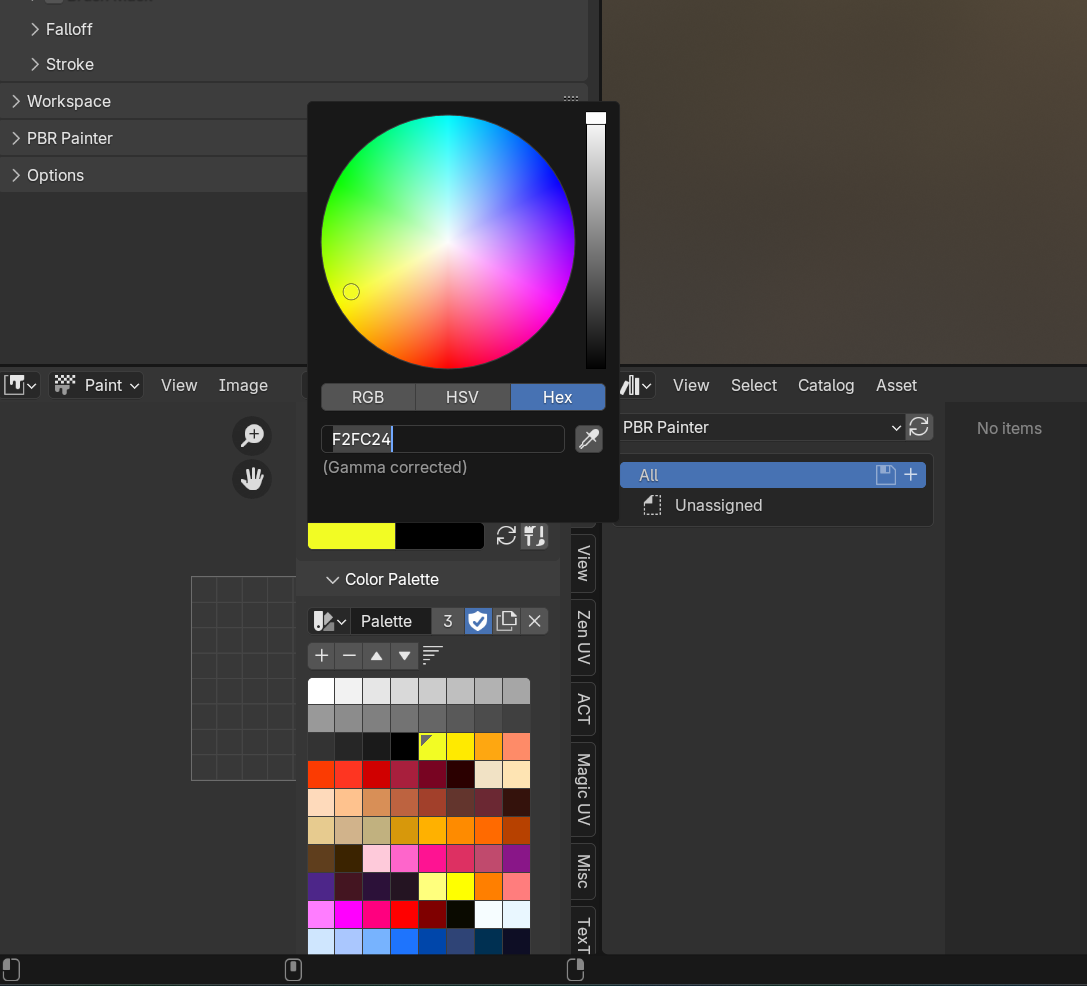 Falloff
Stroke
Workspace
PBR Painter
Options
RGB HSV Hex
F2FC24
(Gamma corrected)
Paint View Image
View Select Catalog Asset
PBR Painter
No items
All
Unassigned
Color Palette
Palette 3
View
Zen UV
ACT
Magic UV
Misc